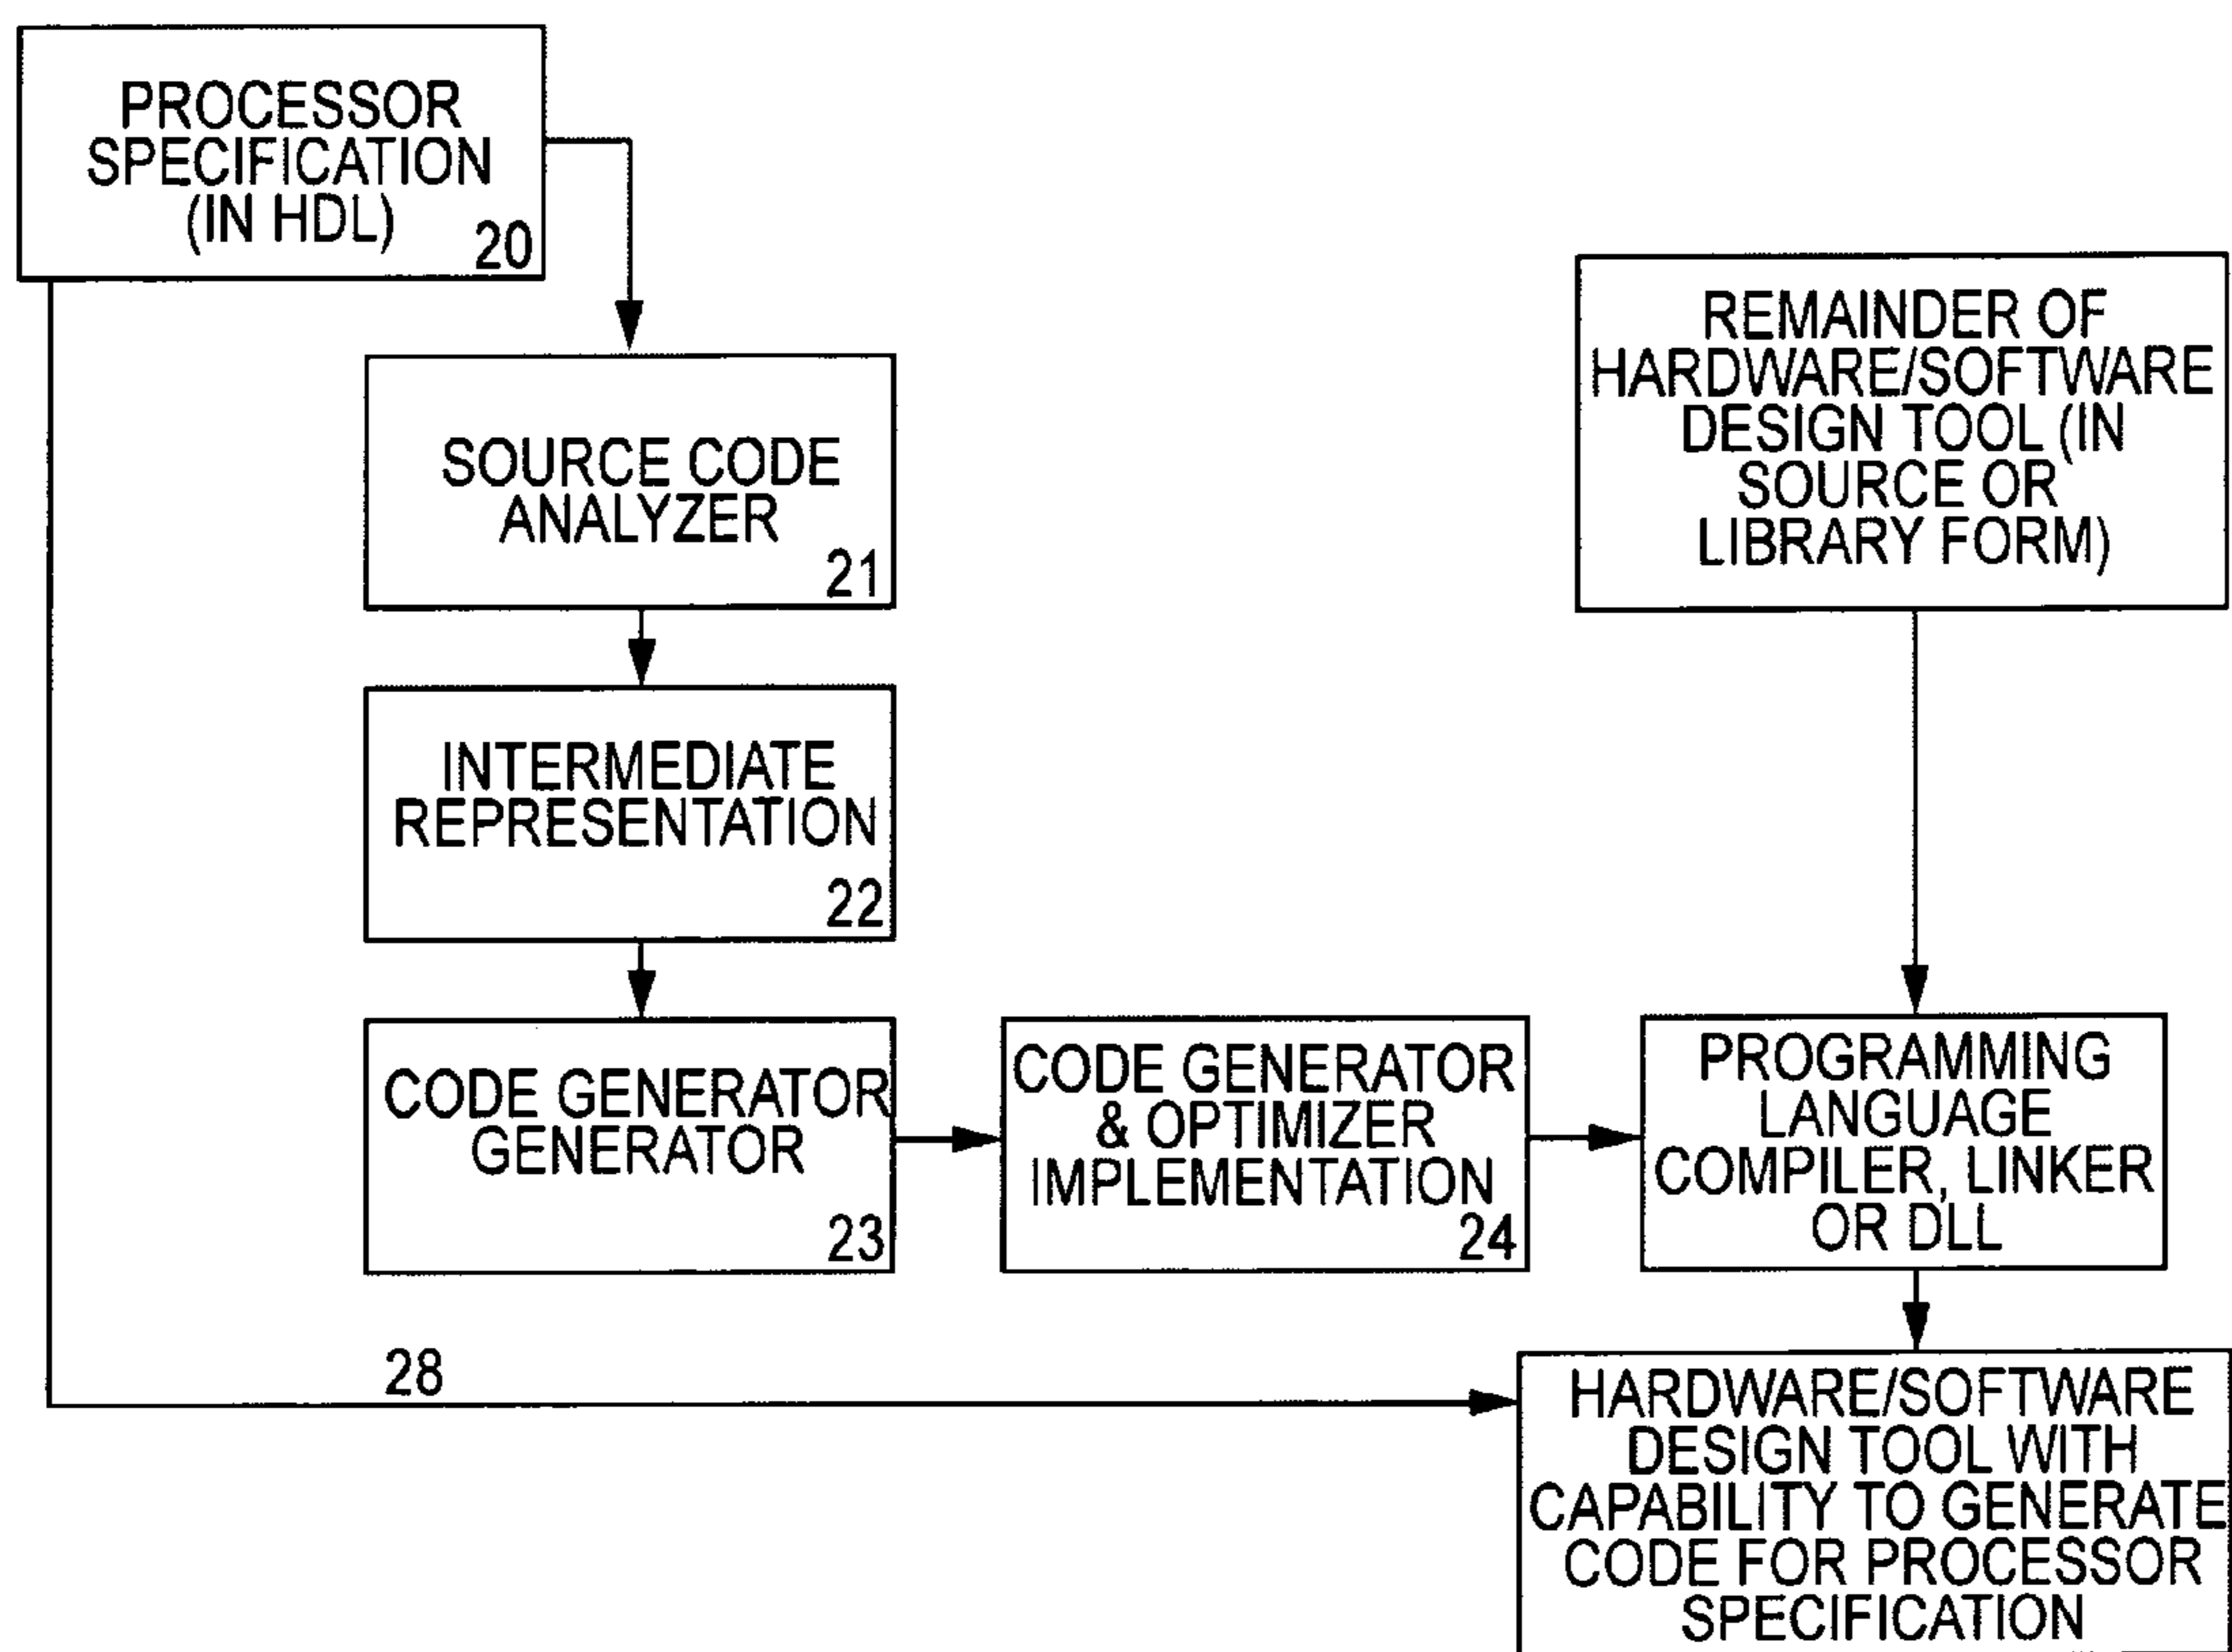 PROCESSOR
SPECIFICATION
(IN HDL)
20
SOURCE CODE
ANALYZER
21
INTERMEDIATE
REPRESENTATION
22
CODE GENERATOR
GENERATOR
23
CODE GENERATOR
& OPTIMIZER
IMPLEMENTATION
24
REMAINDER OF
HARDWARE/SOFTWARE
DESIGN TOOL (IN
SOURCE OR
LIBRARY FORM)
PROGRAMMING
LANGUAGE
COMPILER, LINKER
OR DLL
28
HARDWARE/SOFTWARE
DESIGN TOOL WITH
CAPABILITY TO GENERATE
CODE FOR PROCESSOR
SPECIFICATION